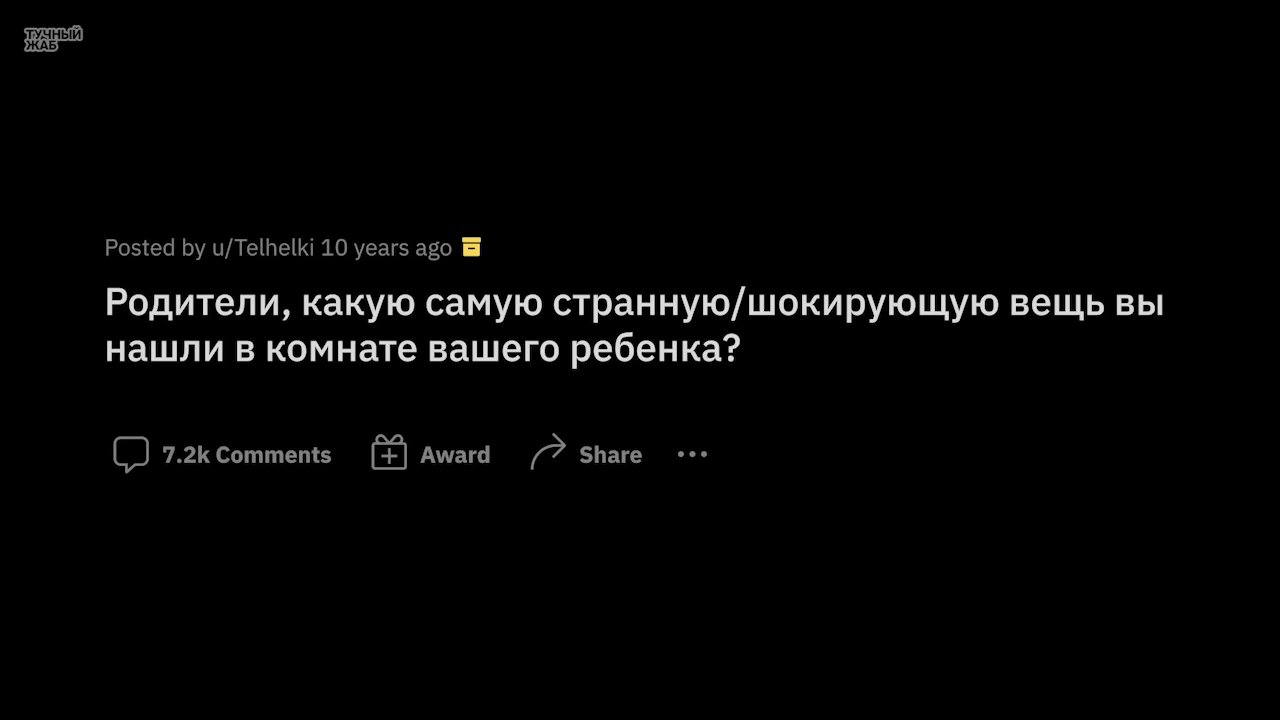 ТУЧНЫЙ
ЖАБ
Posted by u/Telhelki 10 years ago
Родители, какую самую странную/шокирующую вещь вы
нашли в комнате вашего ребенка?
7.2k Comments Award Share